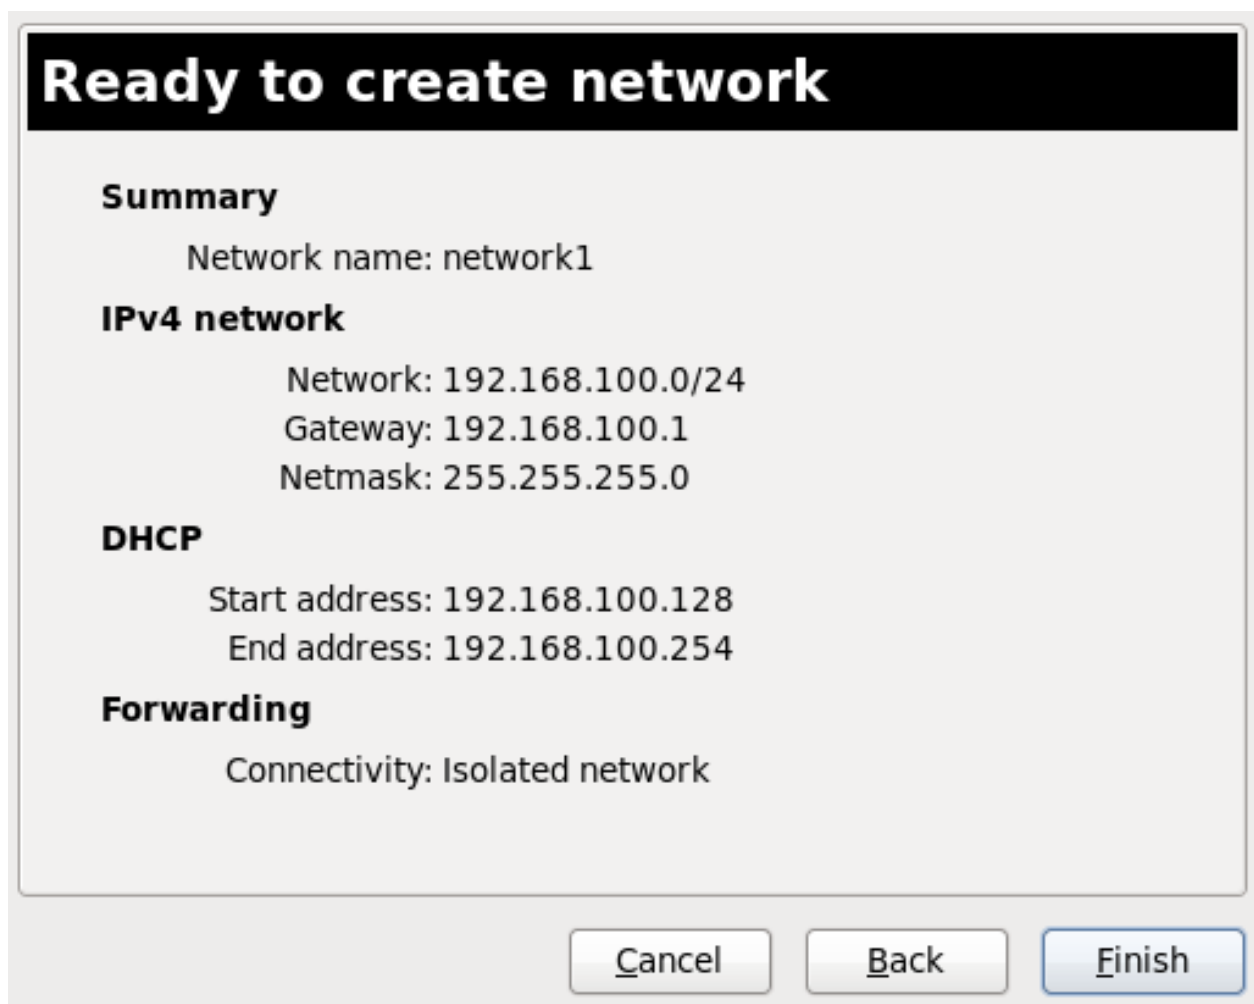 Ready to create network
Summary
Network name: network1
IPv4 network
Network: 192.168.100.0/24
Gateway: 192.168.100.1
Netmask: 255.255.255.0
DHCP
Start address: 192.168.100.128
End address: 192.168.100.254
Forwarding
Connectivity: Isolated network
Cancel Back Finish